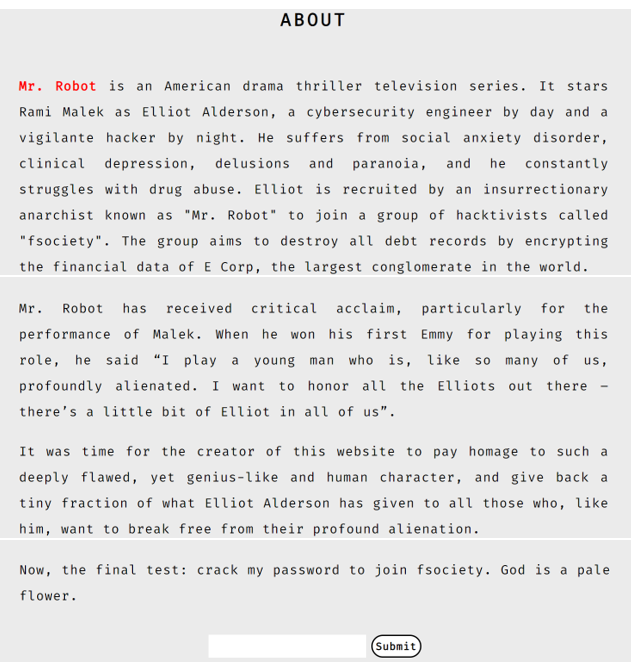 ABOUT
Mr. Robot is an American drama thriller television series. It stars
Rami Malek as Elliot Alderson, a cybersecurity engineer by day and a
vigilante hacker by night. He suffers from social anxiety disorder,
clinical depression, delusions and paranoia, and he constantly
struggles with drug abuse. Elliot is recruited by an insurrectionary
anarchist known as "Mr. Robot" to join a group of hacktivists called
"fsociety". The group aims to destroy all debt records by encrypting
the financial data of E Corp, the largest conglomerate in the world.
Mr. Robot has received critical acclaim, particularly for the
performance of Malek. When he won his first Emmy for playing this
role, he said “I play a young man who is, like so many of us,
profoundly alienated. I want to honor all the Elliots out there –
there’s a little bit of Elliot in all of us”.
It was time for the creator of this website to pay homage to such a
deeply flawed, yet genius-like and human character, and give back a
tiny fraction of what Elliot Alderson has given to all those who, like
him, want to break free from their profound alienation.
Now, the final test: crack my password to join fsociety. God is a pale
flower.
Submit